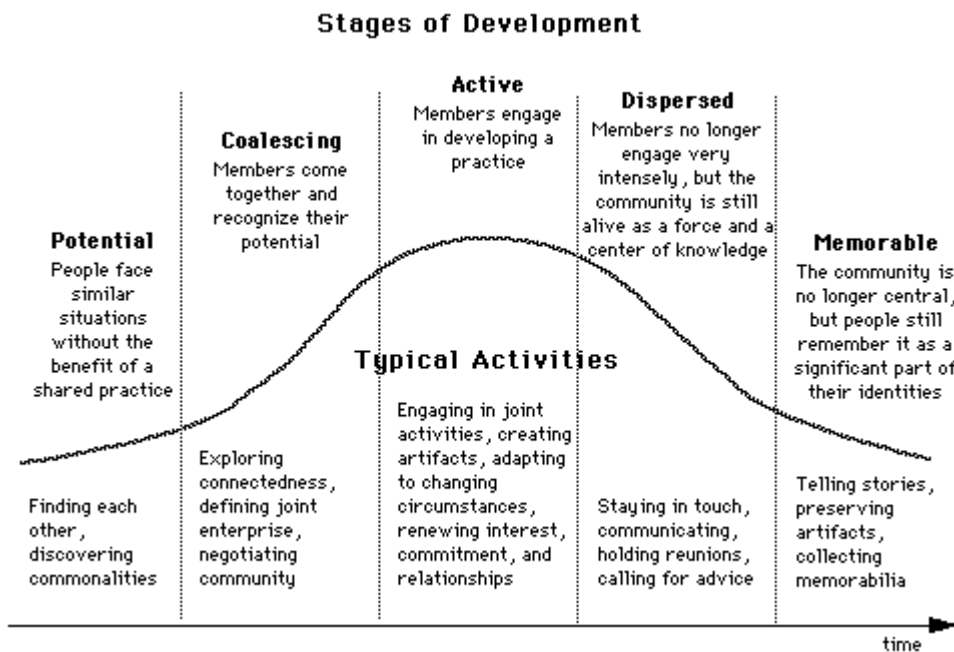 Stages of Development
Potential
People face
similar
situations
without the
benefit of a
shared practice
Coalescing
Members come
together and
recognize their
potential
Active
Members engage
in developing a
practice
Dispersed
Members no longer
engage very
intensely, but the
community is still
alive as a force and a
center of knowledge
Memorable
The community is
no longer central,
but people still
remember it as a
significant part of
their identities
Typical Activities
Finding each
other,
discovering
commonalities
Exploring
connectedness,
defining joint
enterprise,
negotiating
community
Engaging in joint
activities, creating
artifacts, adapting
to changing
circumstances,
renewing interest,
commitment, and
relationships
Staying in touch,
communicating,
holding reunions,
calling for advice
Telling stories,
preserving
artifacts,
collecting
memorabilia
time